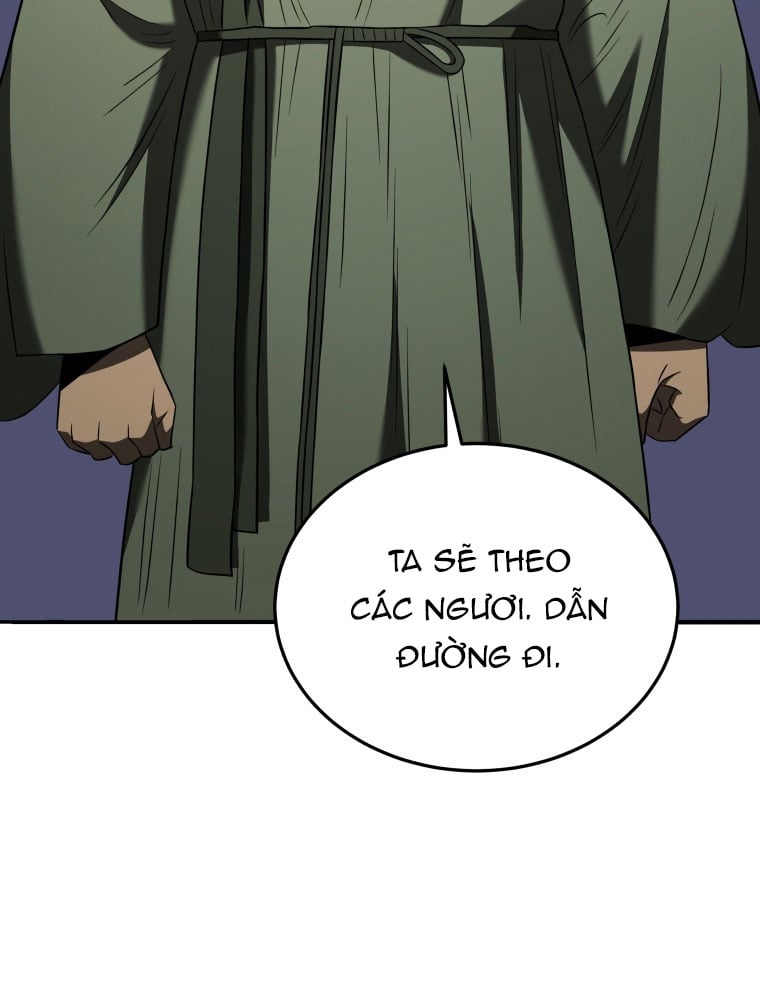 TA SẼ THEO
CÁC NGƯƠI. DẪN
ĐƯỜNG ĐI.